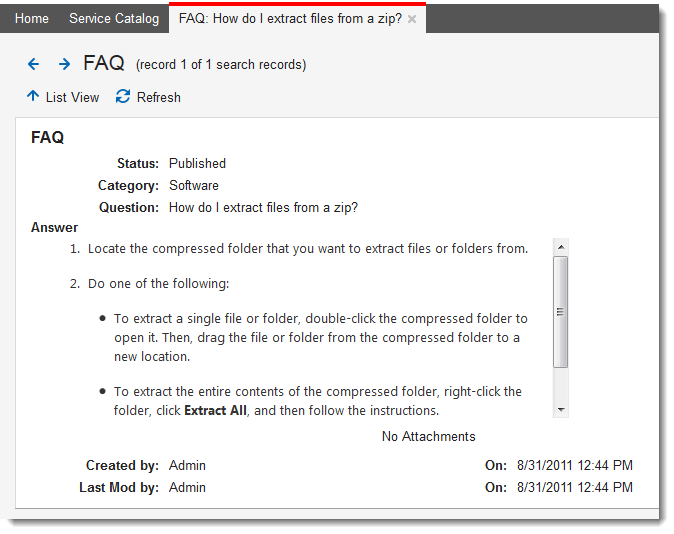 Home Service Catalog FAQ: How do I extract files from a zip?
FAQ (record 1 of 1 search records)
List View Refresh
FAQ
Status: Published
Category: Software
Question: How do I extract files from a zip?
Answer
1. Locate the compressed folder that you want to extract files or folders from.
2. Do one of the following:
• To extract a single file or folder, double-click the compressed folder to
open it. Then, drag the file or folder from the compressed folder to a
new location.
• To extract the entire contents of the compressed folder, right-click the
folder, click Extract All, and then follow the instructions.
No Attachments
Created by: Admin On: 8/31/2011 12:44 PM
Last Mod by: Admin On: 8/31/2011 12:44 PM